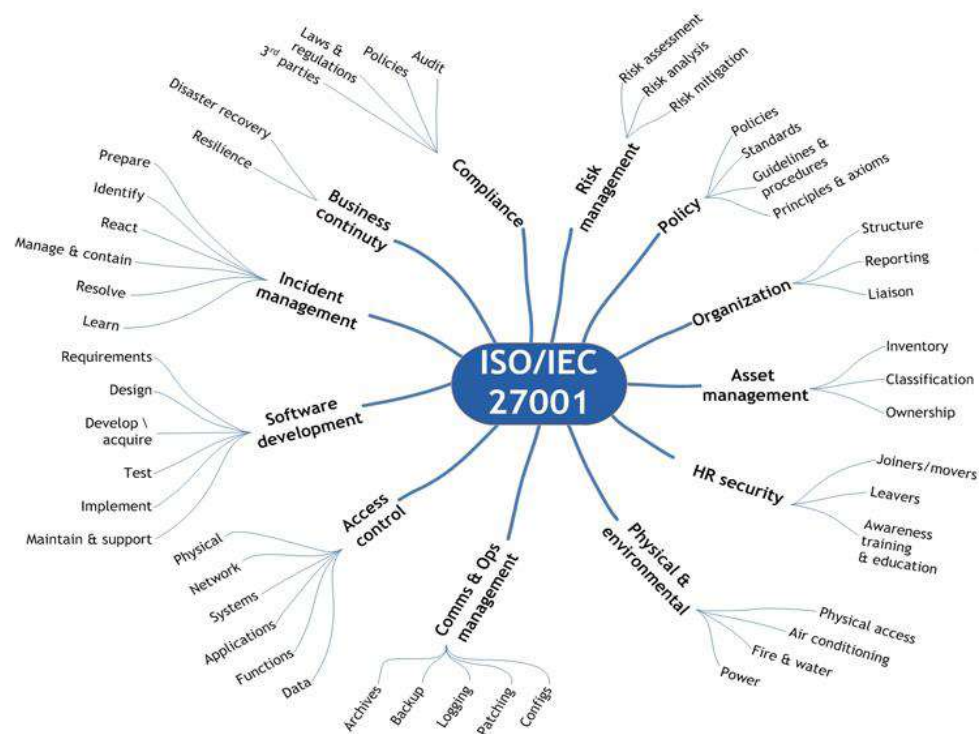 ISO/IEC
27001
Risk
management
Risk assessment
Risk analysis
Risk mitigation
Policy
Policies
Standards
Guidelines &
procedures
Principles & axioms
Organization
Structure
Reporting
Liaison
Asset
management
Inventory
Classification
Ownership
HR security
Joiners/movers
Leavers
Awareness
training
& education
Physical &
environmental
Physical access
Air conditioning
Fire & water
Power
Comms & Ops
management
Archives
Backup
Logging
Patching
Configs
Access
control
Physical
Network
Systems
Applications
Functions
Data
Software
development
Requirements
Design
Develop \
acquire
Test
Implement
Maintain & support
Incident
management
Prepare
Identify
React
Manage & contain
Resolve
Learn
Business
continuty
Disaster recovery
Resilience
Compliance
Laws &
regulations
3rd parties
Policies
Audit